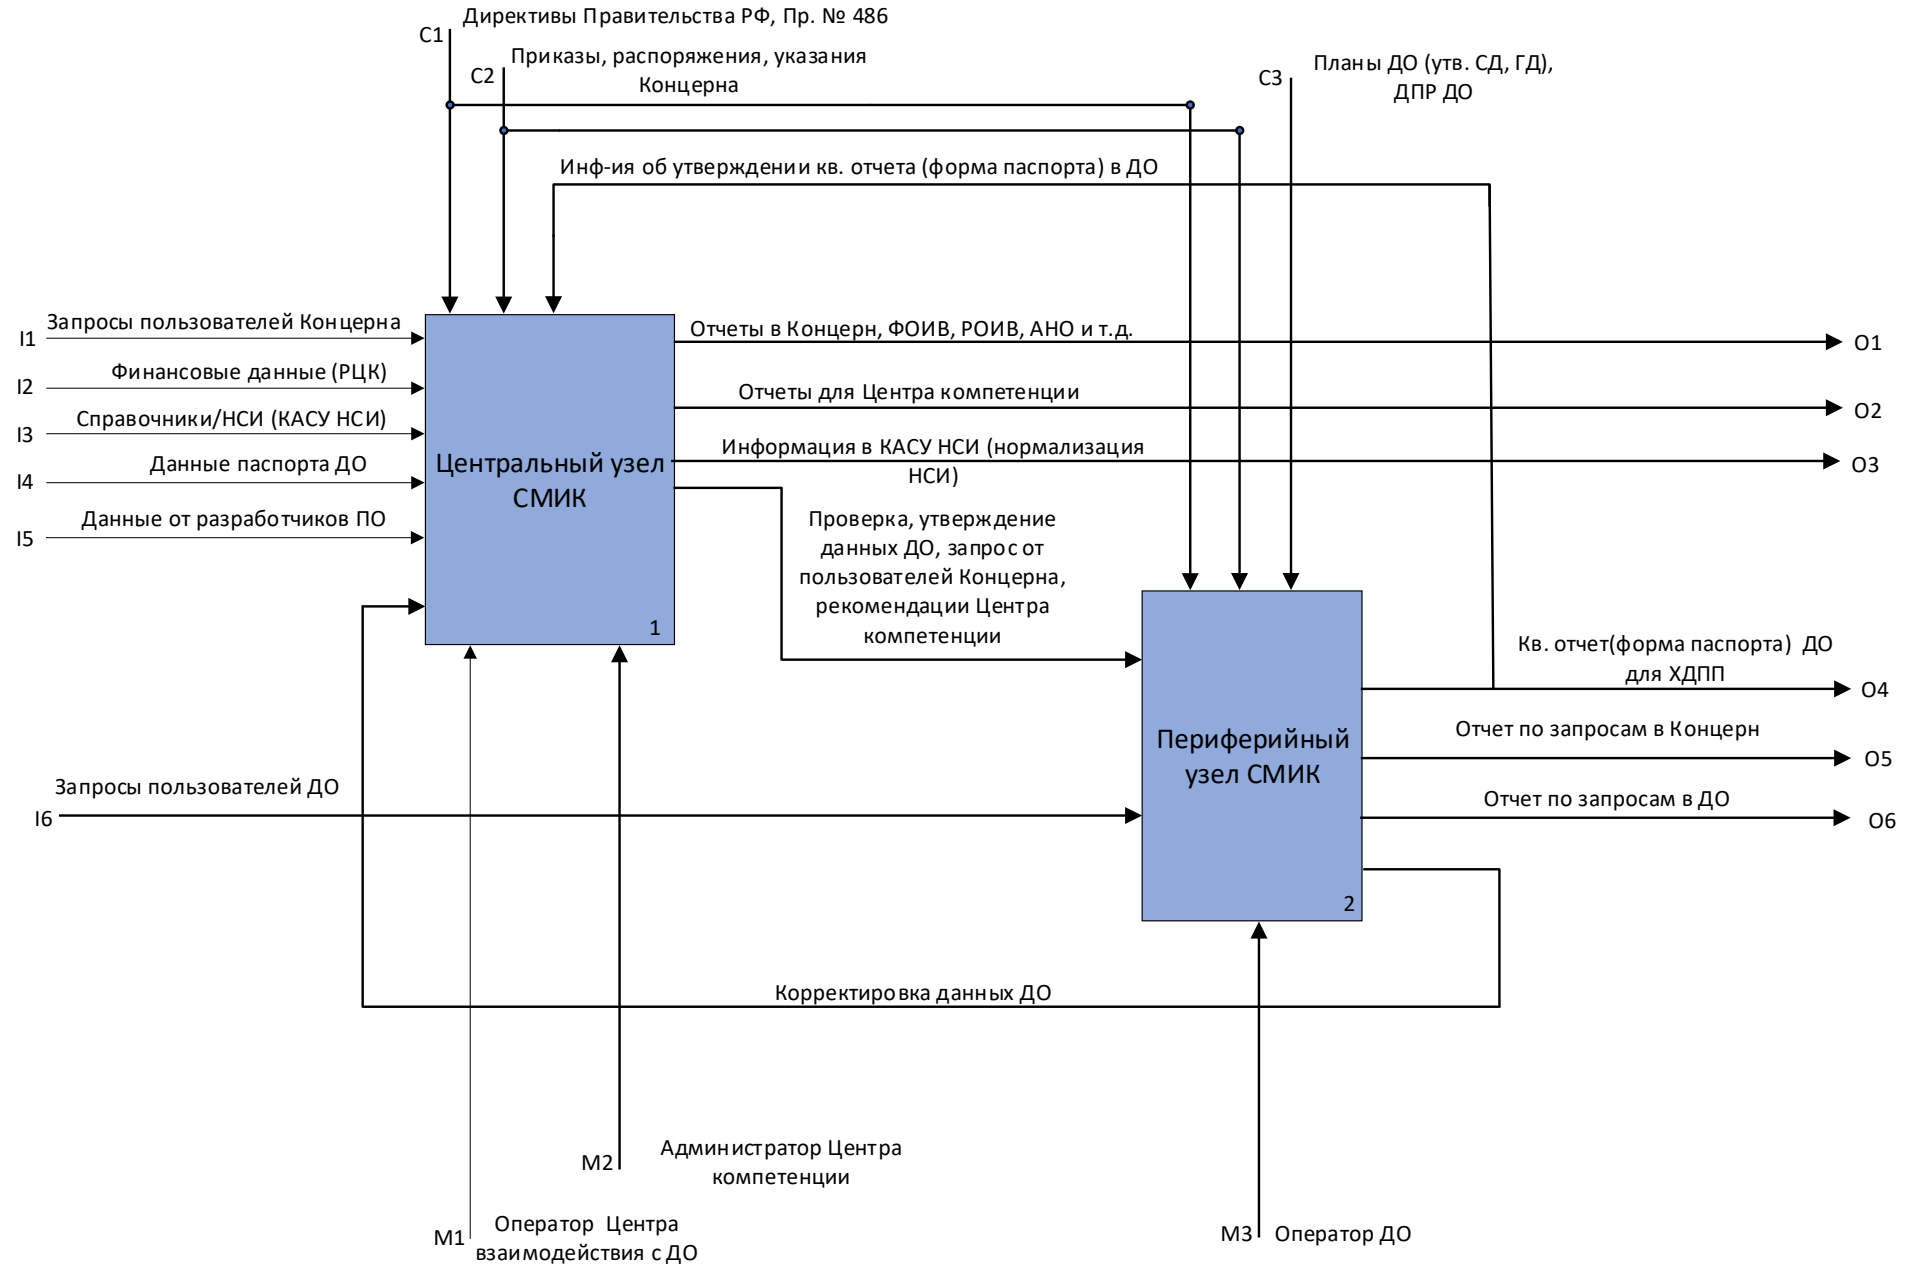 Директивы Правительства РФ, Пр. № 486
C1
Приказы, распоряжения, указания
Концерна
C2
Планы ДО (утв. СД, ГД),
ДПР ДО
C3
Инф-ия об утверждении кв. отчета (форма паспорта) в ДО
Запросы пользователей Концерна
I1
Финансовые данные (РЦК)
I2
Справочники/НСИ (КАСУ НСИ)
I3
Данные паспорта ДО
I4
Данные от разработчиков ПО
I5
Центральный узел
СМИК
1
Отчеты в Концерн, ФОИВ, РОИВ, АНО и т.д.
O1
Отчеты для Центра компетенции
O2
Информация в КАСУ НСИ (нормализация
НСИ)
O3
Проверка, утверждение
данных ДО, запрос от
пользователей Концерна,
рекомендации Центра
компетенции
Периферийный
узел СМИК
2
Кв. отчет(форма паспорта) ДО
для ХДПП
O4
Отчет по запросам в Концерн
O5
Отчет по запросам в ДО
O6
Запросы пользователей ДО
I6
Корректировка данных ДО
M2
Администратор Центра
компетенции
M1
Оператор Центра
взаимодействия с ДО
M3
Оператор ДО